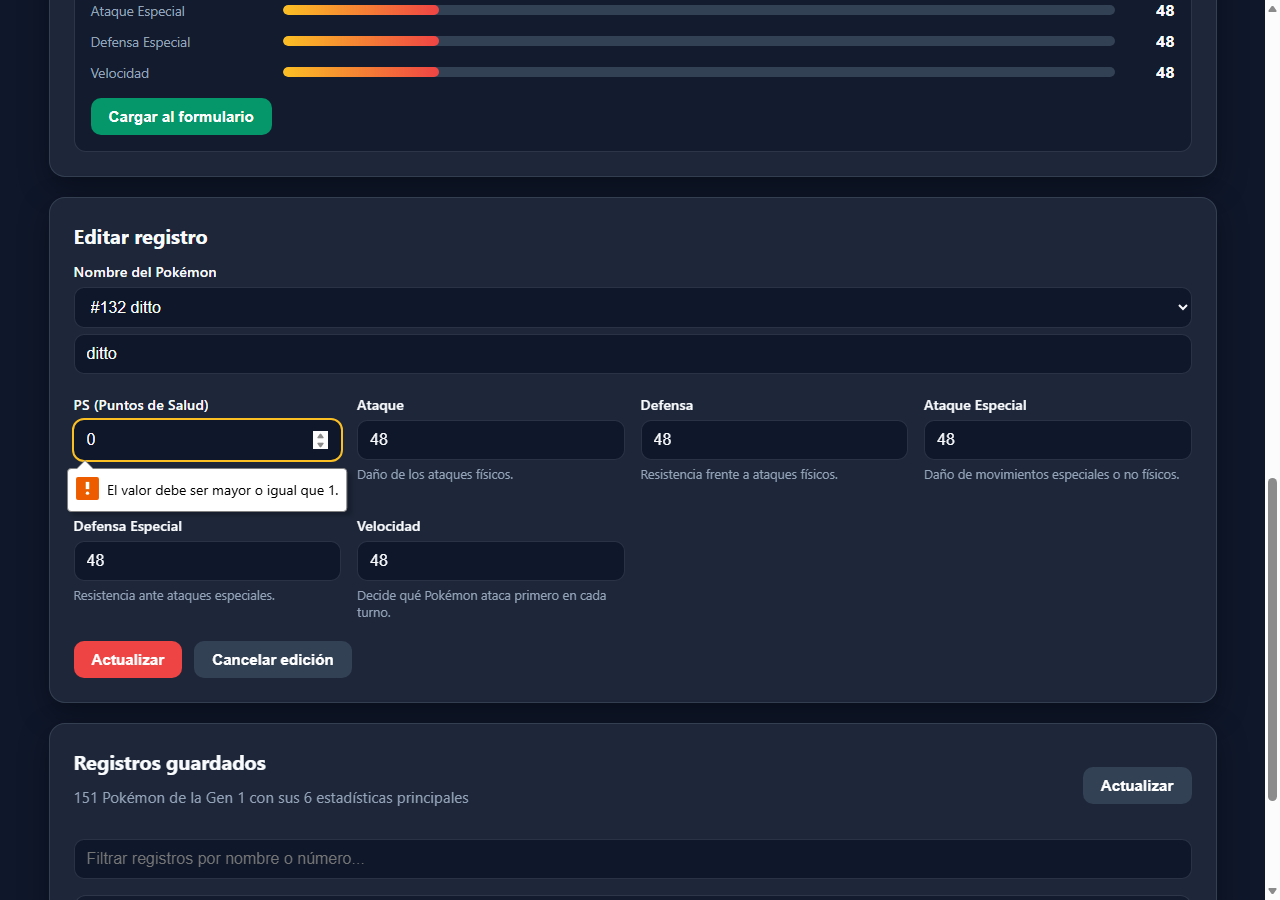 Ataque Especial 48
Defensa Especial 48
Velocidad 48
Cargar al formulario
Editar registro
Nombre del Pokémon
#132 ditto
ditto
PS (Puntos de Salud) Ataque Defensa Ataque Especial
0 48 48 48
Daño de los ataques físicos. Resistencia frente a ataques físicos. Daño de movimientos especiales o no físicos.
! El valor debe ser mayor o igual que 1.
Defensa Especial Velocidad
48 48
Resistencia ante ataques especiales. Decide qué Pokémon ataca primero en cada
turno.
Actualizar Cancelar edición
Registros guardados
Actualizar
151 Pokémon de la Gen 1 con sus 6 estadísticas principales
Filtrar registros por nombre o número...